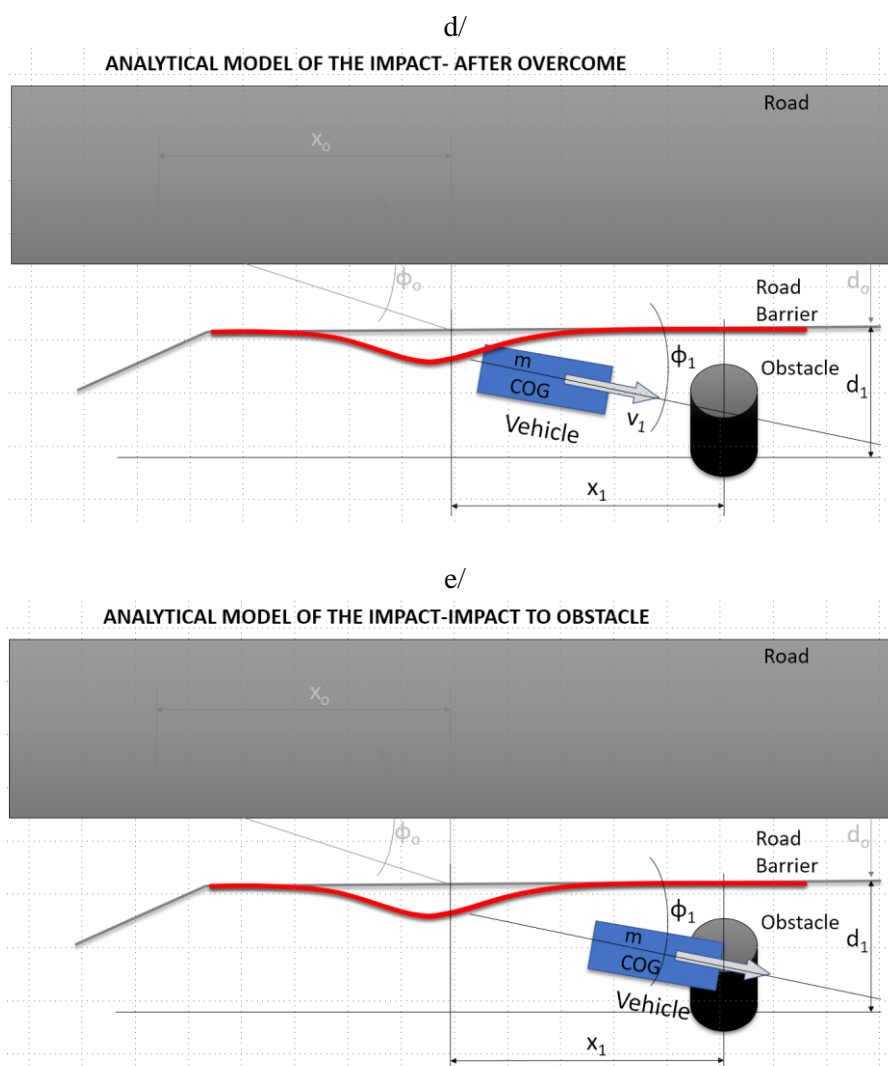 d/
ANALYTICAL MODEL OF THE IMPACT- AFTER OVERCOME
Road
xₒ
ϕₒ
dₒ
Road
Barrier
ϕ₁
Obstacle
m
COG
d₁
v₁
Vehicle
x₁
e/
ANALYTICAL MODEL OF THE IMPACT-IMPACT TO OBSTACLE
Road
xₒ
ϕₒ
dₒ
Road
Barrier
ϕ₁
Obstacle
m
d₁
COG
Vehicle
x₁